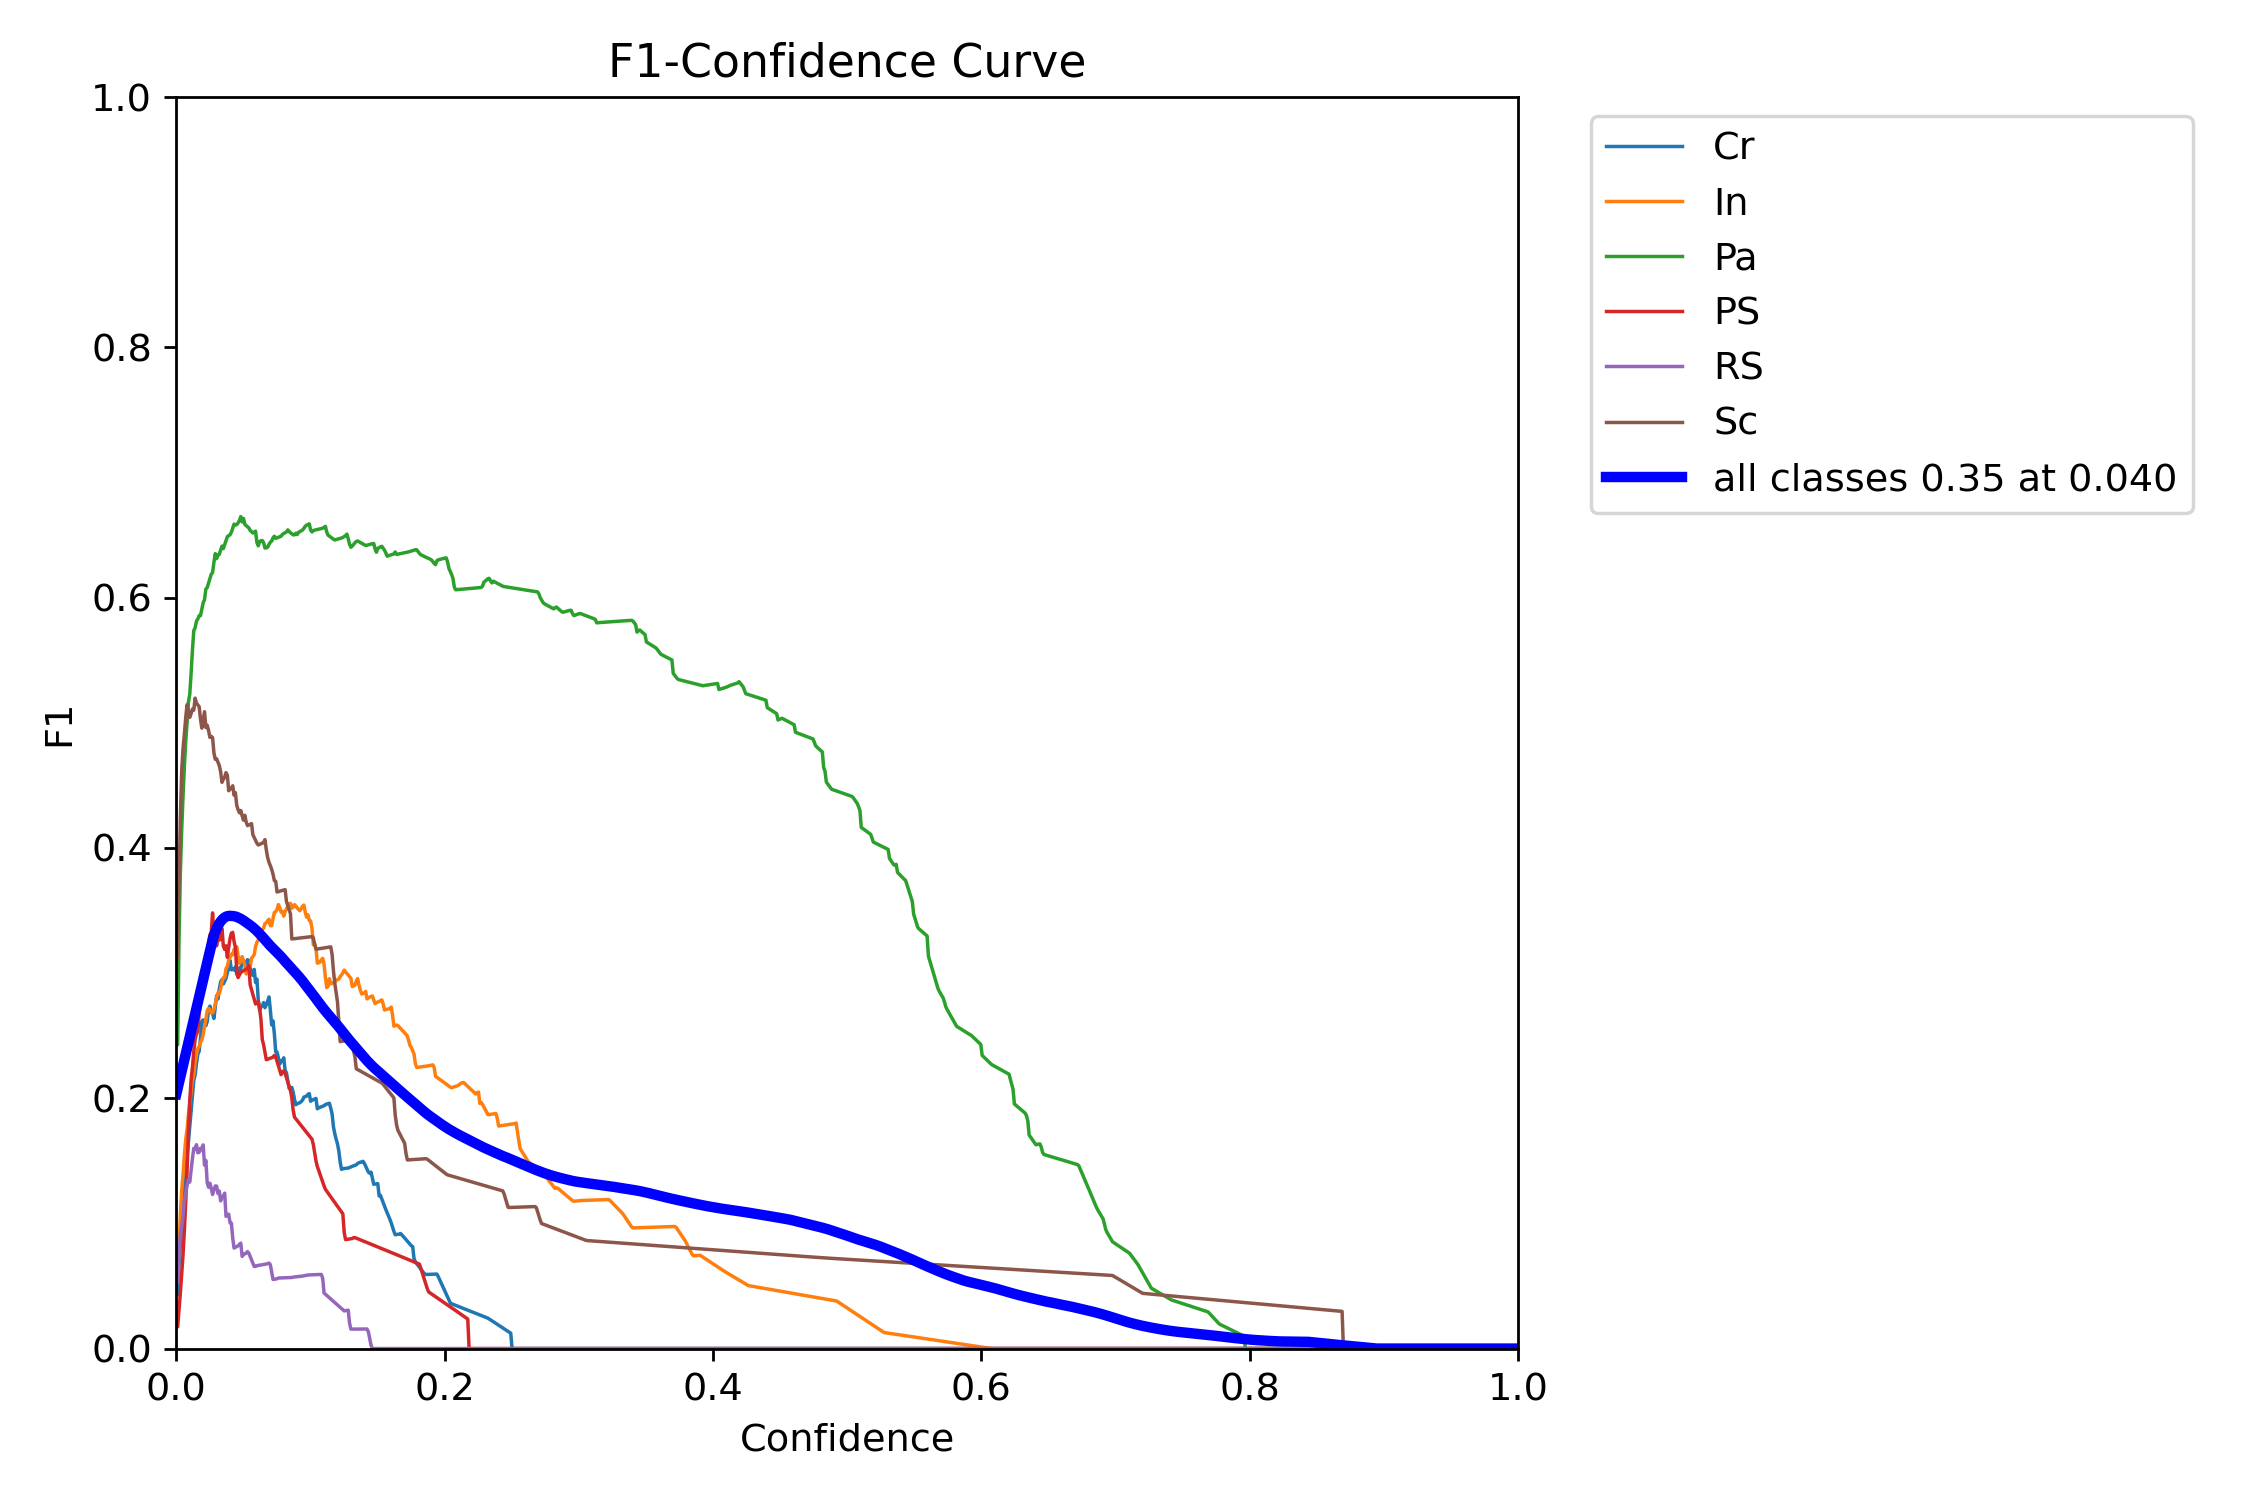 F1-Confidence Curve
1.0
0.8
0.6
0.4
0.2
0.0
F1
0.0 0.2 0.4 0.6 0.8 1.0
Confidence
Cr
In
Pa
PS
RS
Sc
all classes 0.35 at 0.040